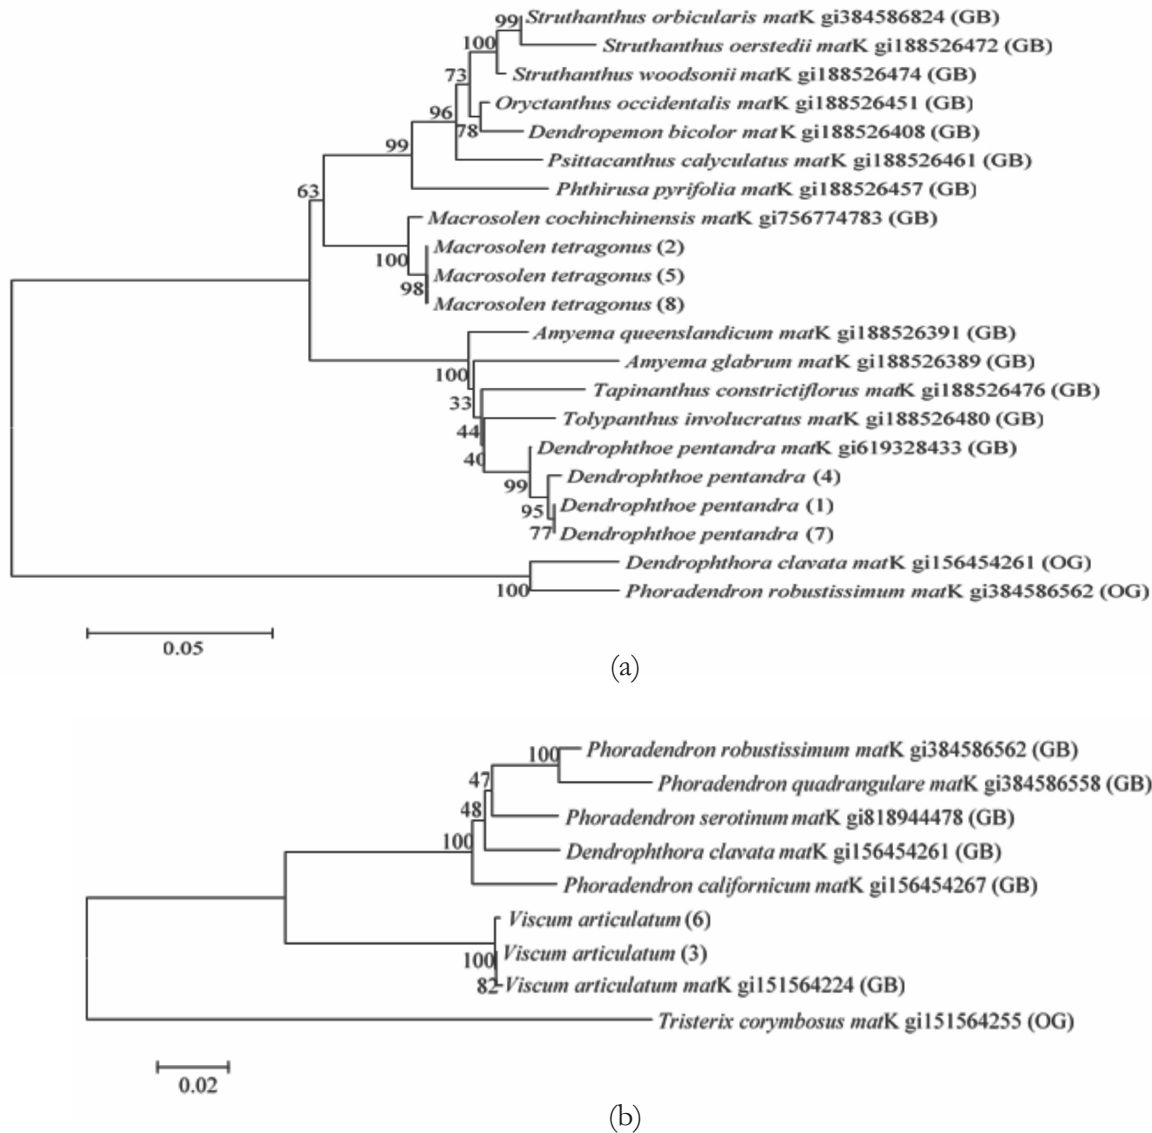 99 Struthanthus orbicularis matK gi384586824 (GB)
100 Struthanthus oerstedii matK gi188526472 (GB)
73 Struthanthus woodsonii matK gi188526474 (GB)
96 Oryctanthus occidentalis matK gi188526451 (GB)
78 Dendropemon bicolor matK gi188526408 (GB)
99 Psittacanthus calyculatus matK gi188526461 (GB)
63 Phthirusa pyrifolia matK gi188526457 (GB)
Macrosolen cochinchinensis matK gi756774783 (GB)
Macrosolen tetragonus (2)
100 Macrosolen tetragonus (5)
98 Macrosolen tetragonus (8)
Amyema queenslandicum matK gi188526391 (GB)
Amyema glabrum matK gi188526389 (GB)
100 Tapinanthus constrictiflorus matK gi188526476 (GB)
33 Tolypanthus involucratus matK gi188526480 (GB)
44 Dendrophthoe pentandra matK gi619328433 (GB)
40 Dendrophthoe pentandra (4)
99 Dendrophthoe pentandra (1)
95
77 Dendrophthoe pentandra (7)
Dendrophthora clavata matK gi156454261 (OG)
100 Phoradendron robustissimum matK gi384586562 (OG)
0.05
(a)
100 Phoradendron robustissimum matK gi384586562 (GB)
47 Phoradendron quadrangulare matK gi384586558 (GB)
48 Phoradendron serotinum matK gi818944478 (GB)
100 Dendrophthora clavata matK gi156454261 (GB)
Phoradendron californicum matK gi156454267 (GB)
Viscum articulatum (6)
100 Viscum articulatum (3)
82 Viscum articulatum matK gi151564224 (GB)
Tristerix corymbosus matK gi151564255 (OG)
0.02
(b)